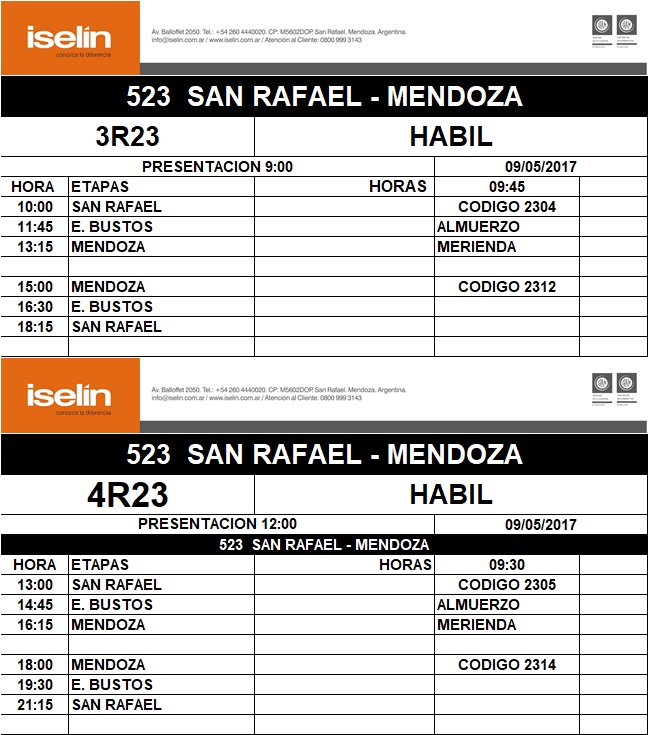 iselín
conozca la diferencia
Av. Balloffet 2050. Tel.: +54 260 4440020. CP: M5602DOP. San Rafael. Mendoza. Argentina.
info@iselin.com.ar / www.iselin.com.ar / Atención al Cliente: 0800 999 3143
523 SAN RAFAEL - MENDOZA
3R23 HABIL
PRESENTACION 9:00 09/05/2017
HORA ETAPAS HORAS 09:45
10:00 SAN RAFAEL CODIGO 2304
11:45 E. BUSTOS ALMUERZO
13:15 MENDOZA MERIENDA
15:00 MENDOZA CODIGO 2312
16:30 E. BUSTOS
18:15 SAN RAFAEL
iselín
conozca la diferencia
Av. Balloffet 2050. Tel.: +54 260 4440020. CP: M5602DOP. San Rafael. Mendoza. Argentina.
info@iselin.com.ar / www.iselin.com.ar / Atención al Cliente: 0800 999 3143
523 SAN RAFAEL - MENDOZA
4R23 HABIL
PRESENTACION 12:00 09/05/2017
523 SAN RAFAEL - MENDOZA
HORA ETAPAS HORAS 09:30
13:00 SAN RAFAEL CODIGO 2305
14:45 E. BUSTOS ALMUERZO
16:15 MENDOZA MERIENDA
18:00 MENDOZA CODIGO 2314
19:30 E. BUSTOS
21:15 SAN RAFAEL